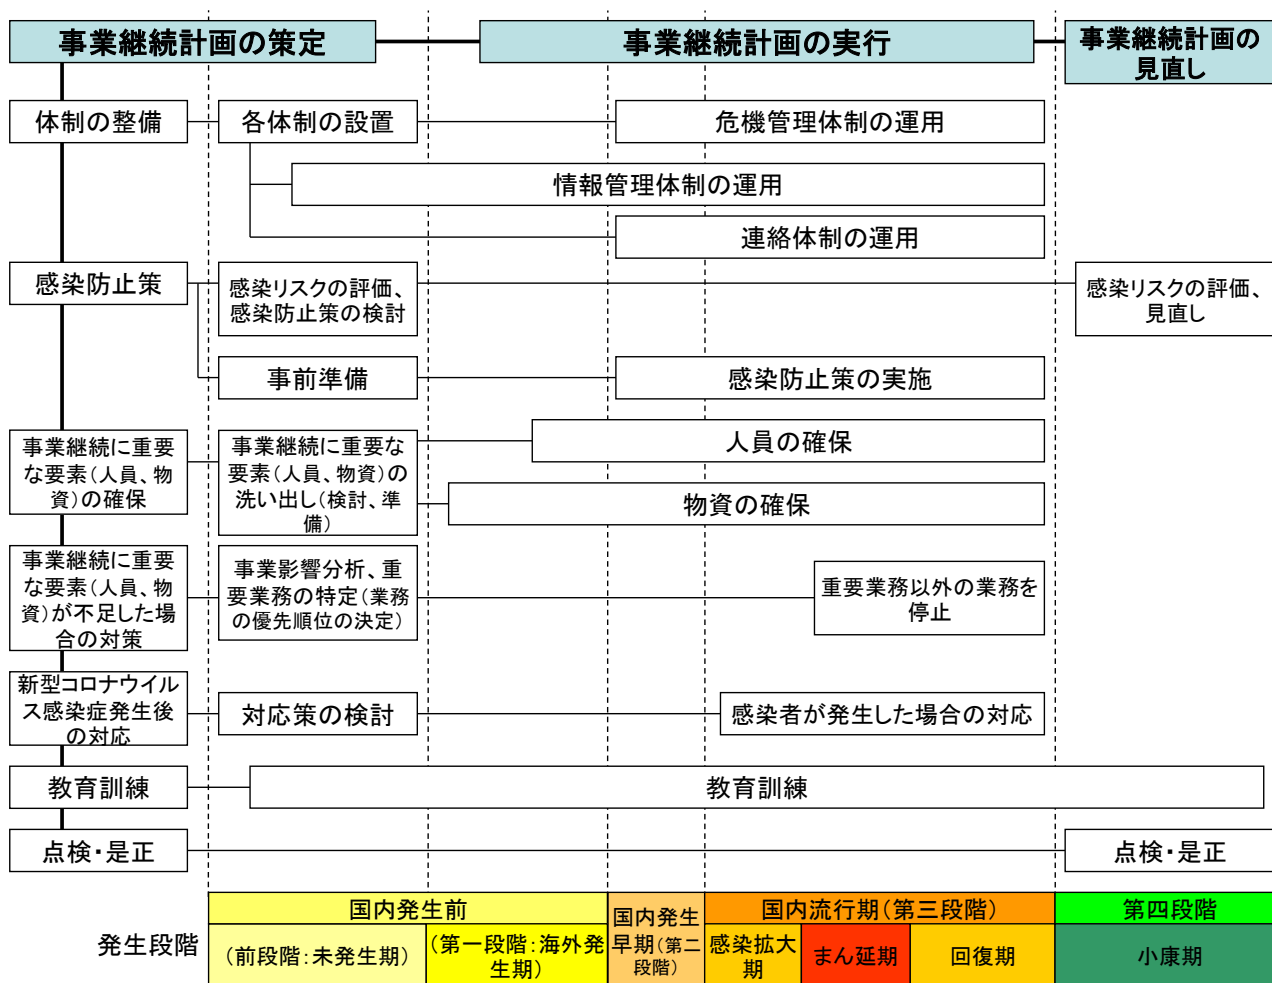 事業継続計画の策定
事業継続計画の実行
事業継続計画の
見直し
体制の整備
各体制の設置
危機管理体制の運用
情報管理体制の運用
連絡体制の運用
感染防止策
感染リスクの評価、
感染防止策の検討
感染リスクの評価、
見直し
事前準備
感染防止策の実施
事業継続に重要
な要素(人員、物
資)の確保
事業継続に重要な
要素(人員、物資)の
洗い出し(検討、準
備)
人員の確保
物資の確保
事業継続に重要
な要素(人員、物
資)が不足した場
合の対策
事業影響分析、重
要業務の特定(業務
の優先順位の決定)
重要業務以外の業務を
停止
新型コロナウイル
ス感染症発生後
の対応
対応策の検討
感染者が発生した場合の対応
教育訓練
教育訓練
点検・是正
点検・是正
発生段階
国内発生前
(前段階:未発生期)
(第一段階:海外発
生期)
国内発生
早期(第二
段階)
国内流行期(第三段階)
感染拡大
期
まん延期
回復期
第四段階
小康期